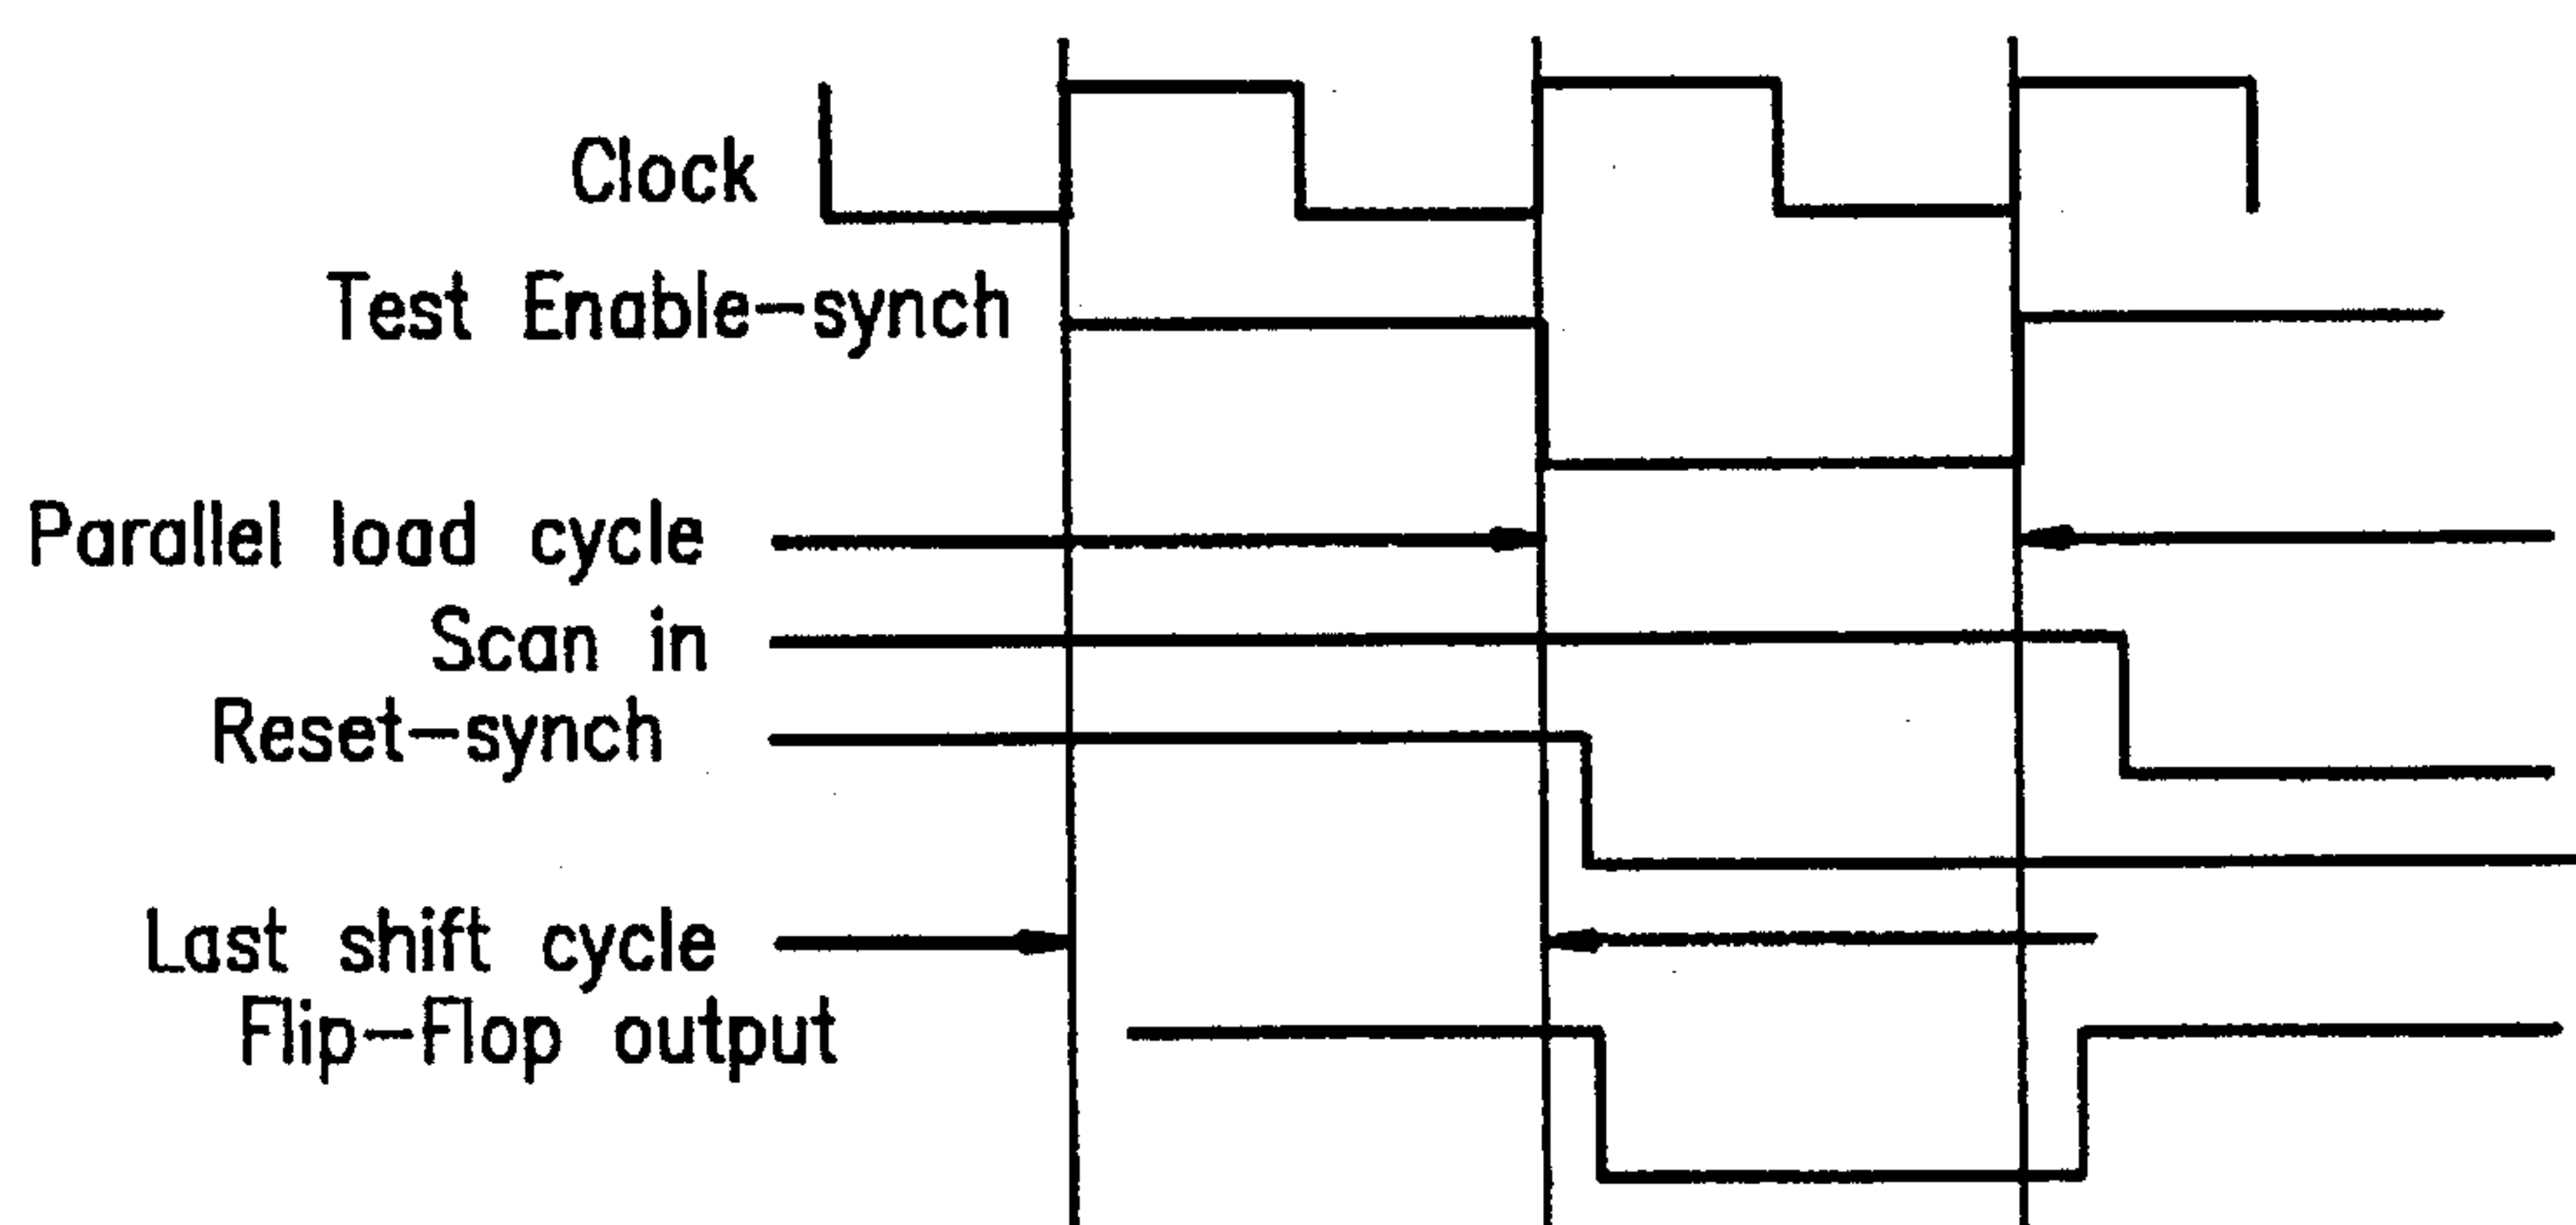 Clock
Test Enable-synch
Parallel load cycle
Scan in
Reset-synch
Last shift cycle
Flip-Flop output